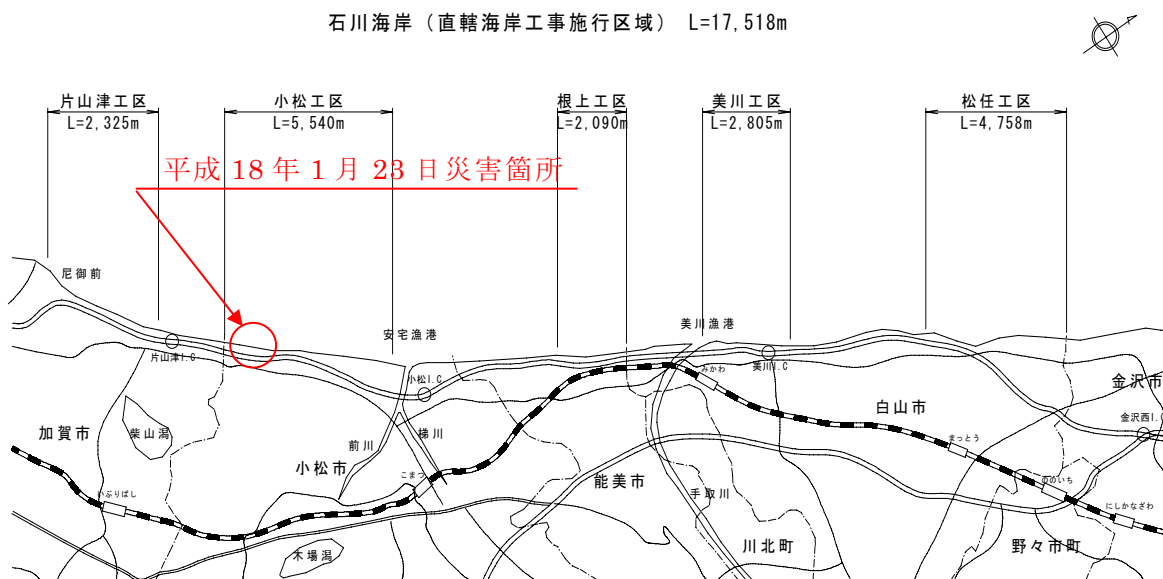 石川海岸（直轄海岸工事施行区域） L=17,518m
片山津工区
L=2,325m
小松工区
L=5,540m
根上工区
L=2,090m
美川工区
L=2,805m
松任工区
L=4,758m
平成 18 年 1 月 23 日災害箇所
尼御前
片山津I.C
安宅漁港
小松I.C
美川漁港
みかわ
美川I.C
金沢市
金沢西I.C
白山市
まっとう
加賀市
柴山潟
前川
梯川
小松市
こまつ
能美市
手取川
ののいち
いぶりばし
にしかなざわ
木場潟
川北町
野々市町